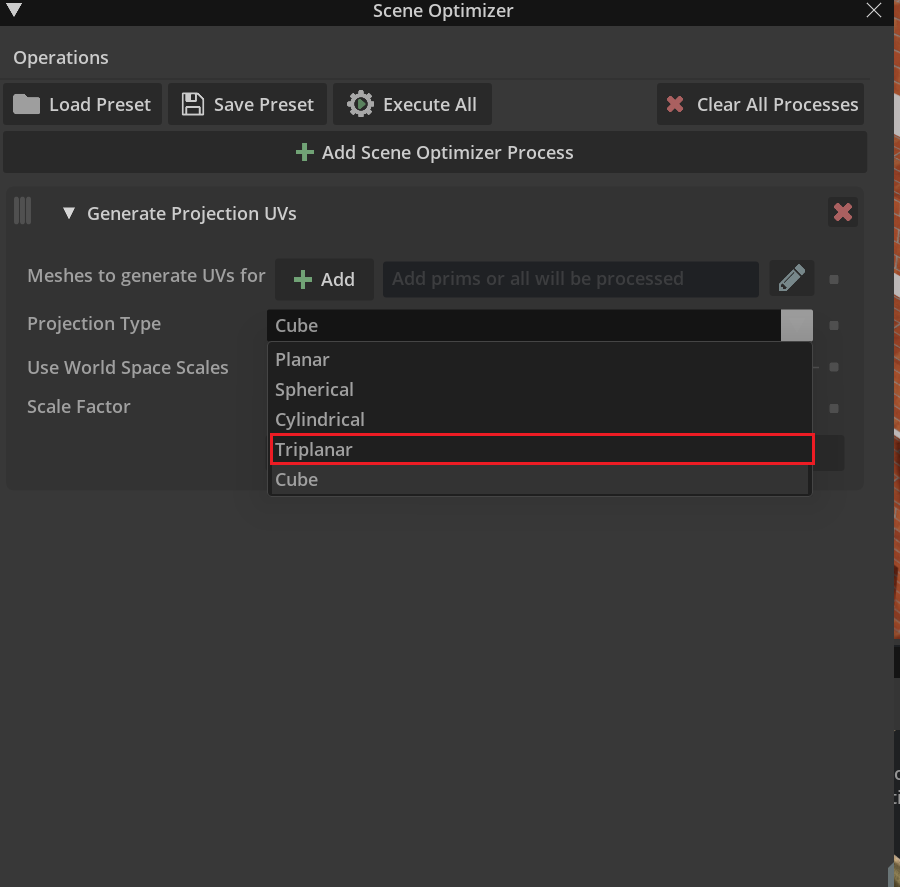 Scene Optimizer
Operations
Load Preset Save Preset Execute All Clear All Processes
Add Scene Optimizer Process
Generate Projection UVs
Meshes to generate UVs for Add Add prims or all will be processed
Projection Type Cube
Planar
Use World Space Scales
Spherical
Scale Factor
Cylindrical
Triplanar
Cube